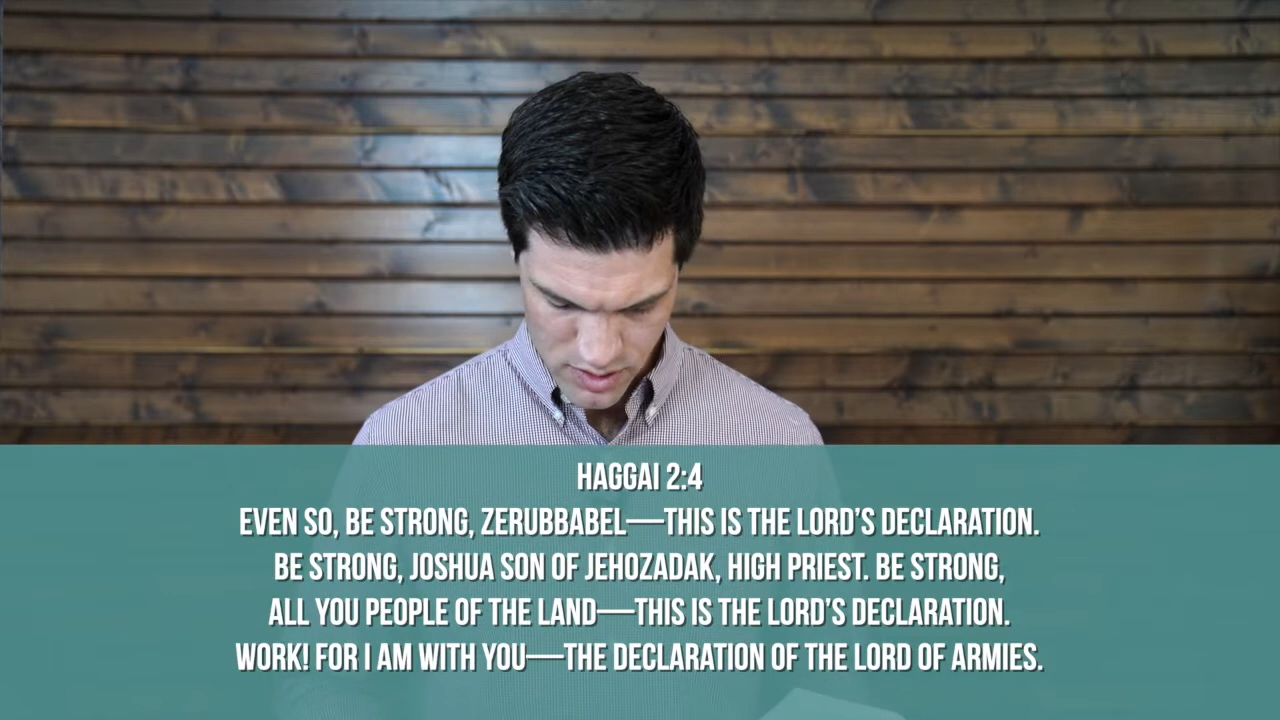 HAGGAI 2:4
EVEN SO, BE STRONG, ZERUBBABEL—THIS IS THE LORD’S DECLARATION.
BE STRONG, JOSHUA SON OF JEHOZADAK, HIGH PRIEST. BE STRONG,
ALL YOU PEOPLE OF THE LAND—THIS IS THE LORD’S DECLARATION.
WORK! FOR I AM WITH YOU—THE DECLARATION OF THE LORD OF ARMIES.